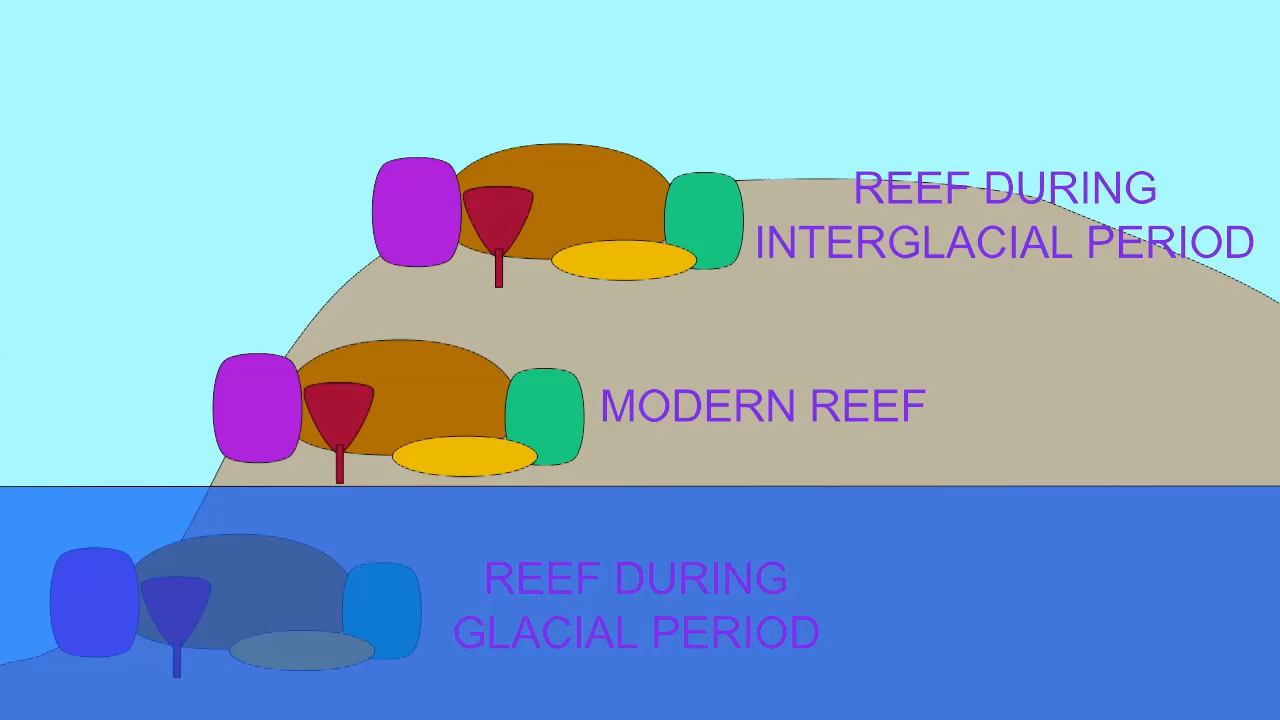 REEF DURING
INTERGLACIAL PERIOD
MODERN REEF
REEF DURING
GLACIAL PERIOD